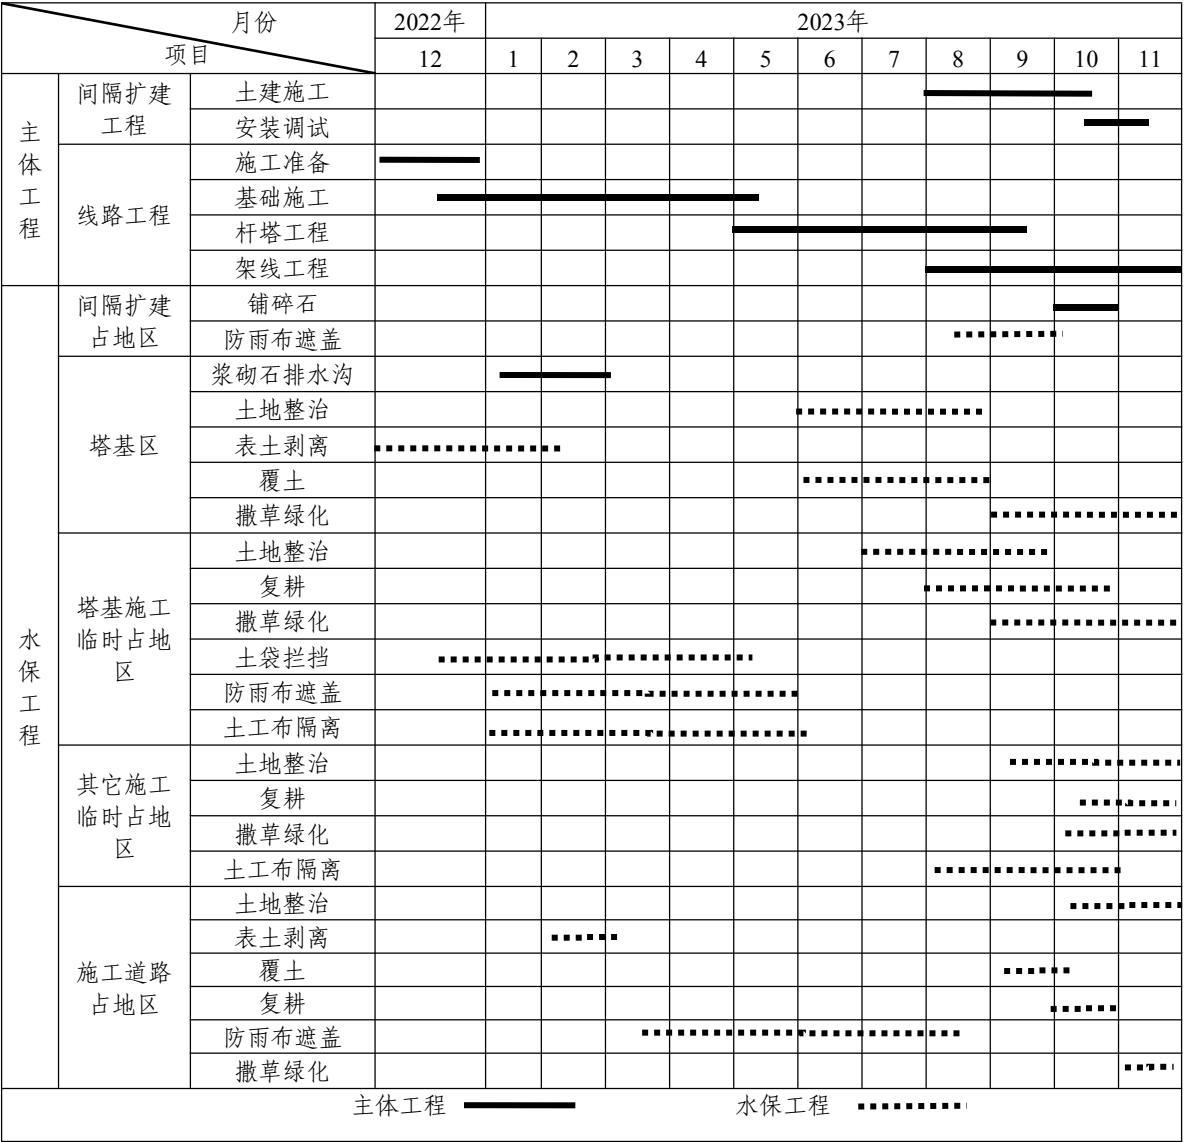 月份
项目
2022年
2023年
12 1 2 3 4 5 6 7 8 9 10 11
主体工程
间隔扩建
工程
土建施工
安装调试
线路工程
施工准备
基础施工
杆塔工程
架线工程
水保工程
间隔扩建
占地区
铺碎石
防雨布遮盖
塔基区
浆砌石排水沟
土地整治
表土剥离
覆土
撒草绿化
塔基施工
临时占地
区
土地整治
复耕
撒草绿化
土袋拦挡
防雨布遮盖
土工布隔离
其它施工
临时占地
区
土地整治
复耕
撒草绿化
土工布隔离
施工道路
占地区
土地整治
表土剥离
覆土
复耕
防雨布遮盖
撒草绿化
主体工程 水保工程